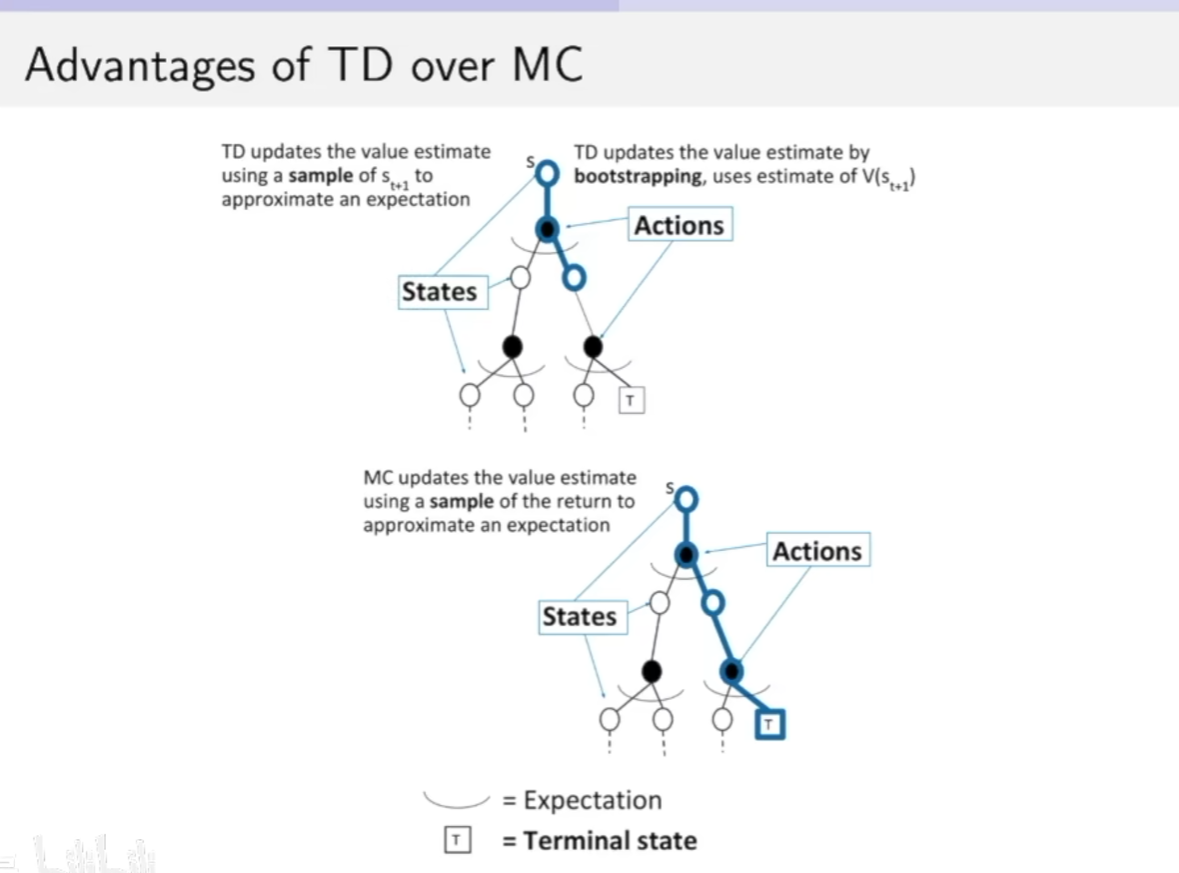 Advantages of TD over MC
TD updates the value estimate
using a sample of s_t+1 to
approximate an expectation
S
TD updates the value estimate by
bootstrapping, uses estimate of V(s_t+1)
Actions
States
T
MC updates the value estimate
using a sample of the return to
approximate an expectation
S
Actions
States
T
= Expectation
T = Terminal state